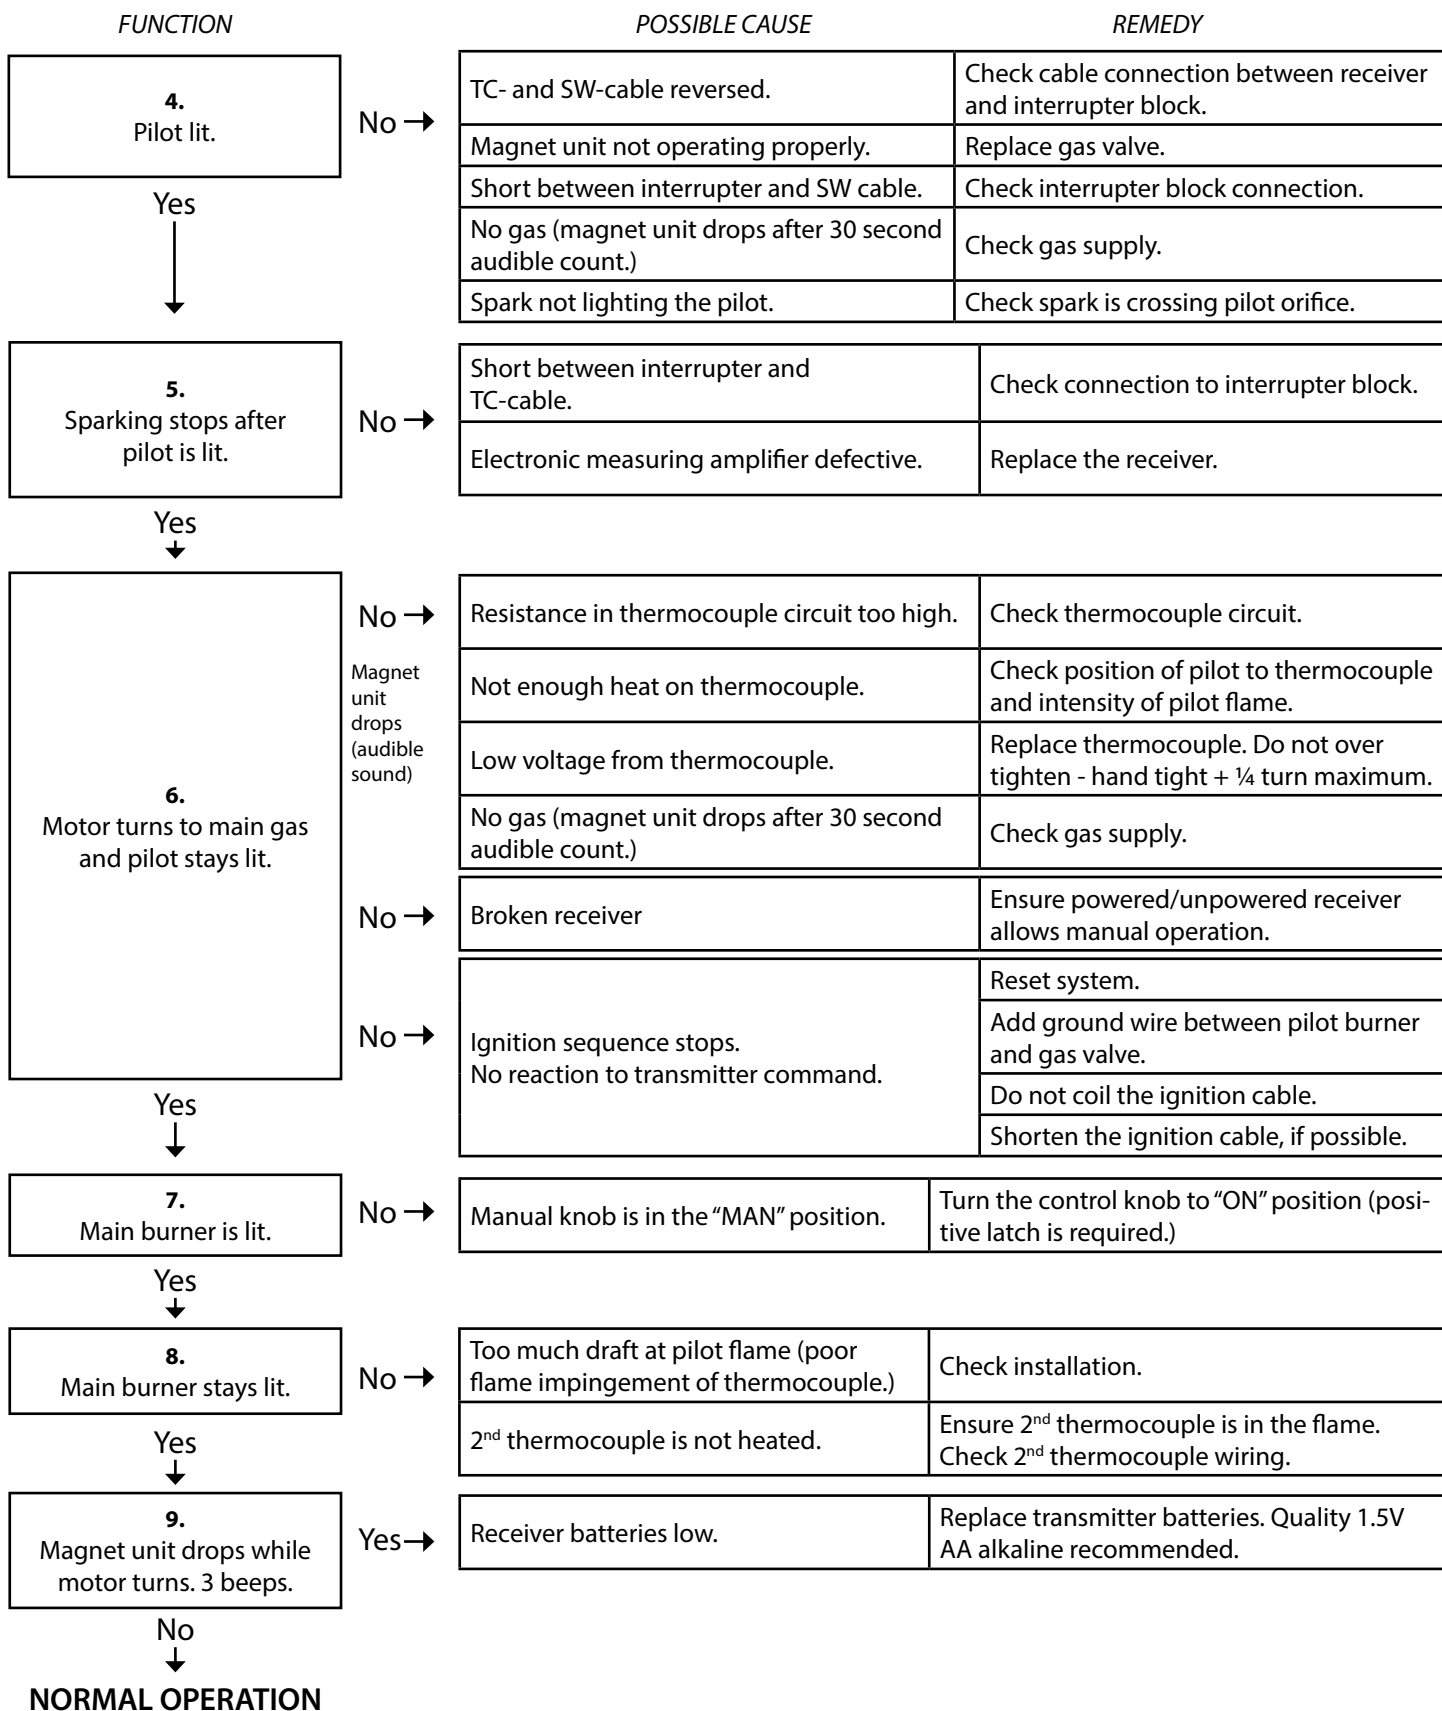 FUNCTION
POSSIBLE CAUSE
REMEDY
4.
Pilot lit.
No
TC- and SW-cable reversed.
Check cable connection between receiver
and interrupter block.
Magnet unit not operating properly.
Replace gas valve.
Short between interrupter and SW cable.
Check interrupter block connection.
No gas (magnet unit drops after 30 second
audible count.)
Check gas supply.
Spark not lighting the pilot.
Check spark is crossing pilot orifice.
Yes
5.
Sparking stops after
pilot is lit.
No
Short between interrupter and
TC-cable.
Check connection to interrupter block.
Electronic measuring amplifier defective.
Replace the receiver.
Yes
6.
Motor turns to main gas
and pilot stays lit.
No
Magnet
unit
drops
(audible
sound)
Resistance in thermocouple circuit too high.
Check thermocouple circuit.
Not enough heat on thermocouple.
Check position of pilot to thermocouple
and intensity of pilot flame.
Low voltage from thermocouple.
Replace thermocouple. Do not over
tighten - hand tight + ¼ turn maximum.
No gas (magnet unit drops after 30 second
audible count.)
Check gas supply.
No
Broken receiver
Ensure powered/unpowered receiver
allows manual operation.
No
Ignition sequence stops.
No reaction to transmitter command.
Reset system.
Add ground wire between pilot burner
and gas valve.
Do not coil the ignition cable.
Shorten the ignition cable, if possible.
Yes
7.
Main burner is lit.
No
Manual knob is in the “MAN” position.
Turn the control knob to “ON” position (posi-
tive latch is required.)
Yes
8.
Main burner stays lit.
No
Too much draft at pilot flame (poor
flame impingement of thermocouple.)
Check installation.
2nd thermocouple is not heated.
Ensure 2nd thermocouple is in the flame.
Check 2nd thermocouple wiring.
Yes
9.
Magnet unit drops while
motor turns. 3 beeps.
Yes
Receiver batteries low.
Replace transmitter batteries. Quality 1.5V
AA alkaline recommended.
No
NORMAL OPERATION